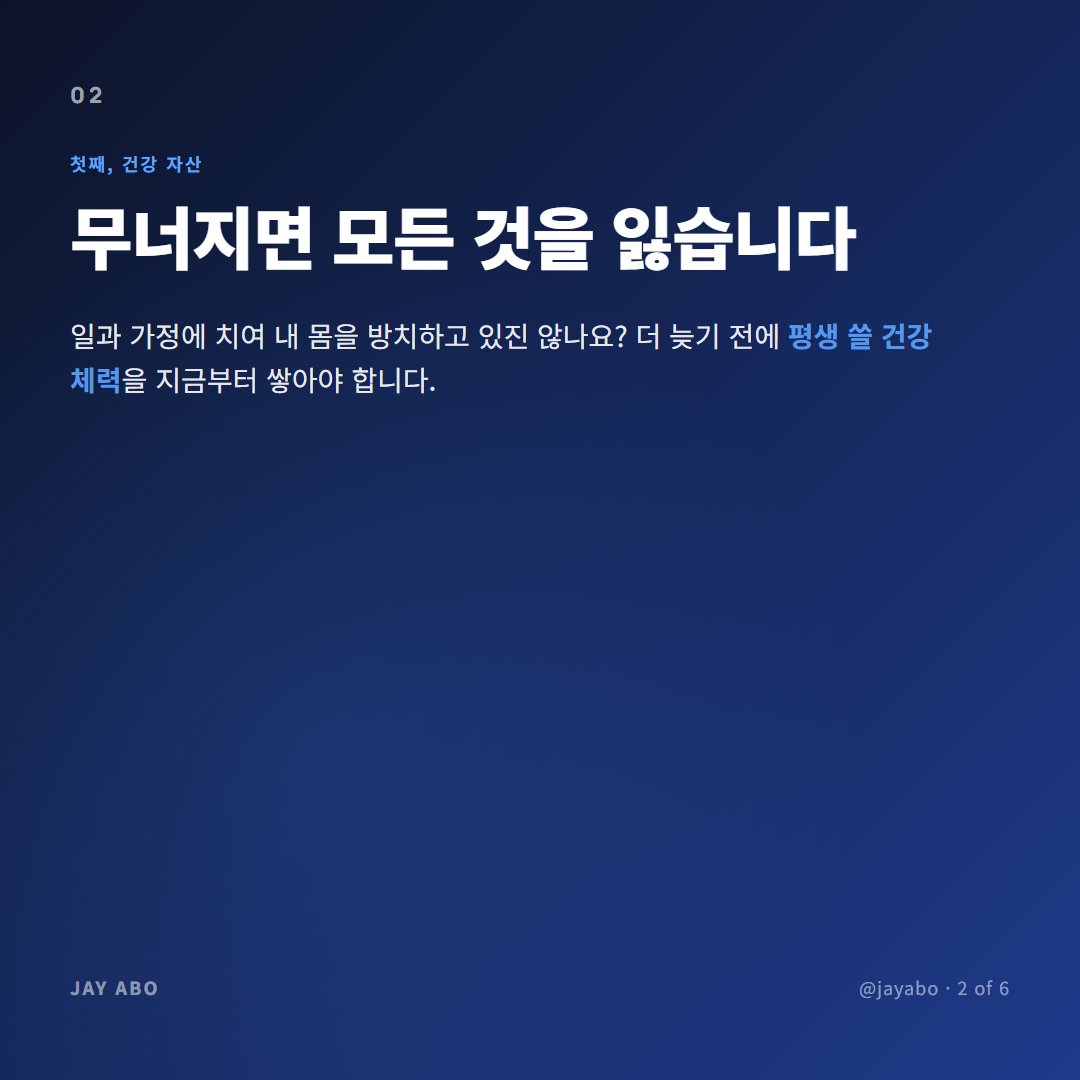 02
첫째, 건강 자산
무너지면 모든 것을 잃습니다
일과 가정에 치여 내 몸을 방치하고 있진 않나요? 더 늦기 전에 평생 쓸 건강
체력을 지금부터 쌓아야 합니다.
JAY ABO
@jayabo · 2 of 6